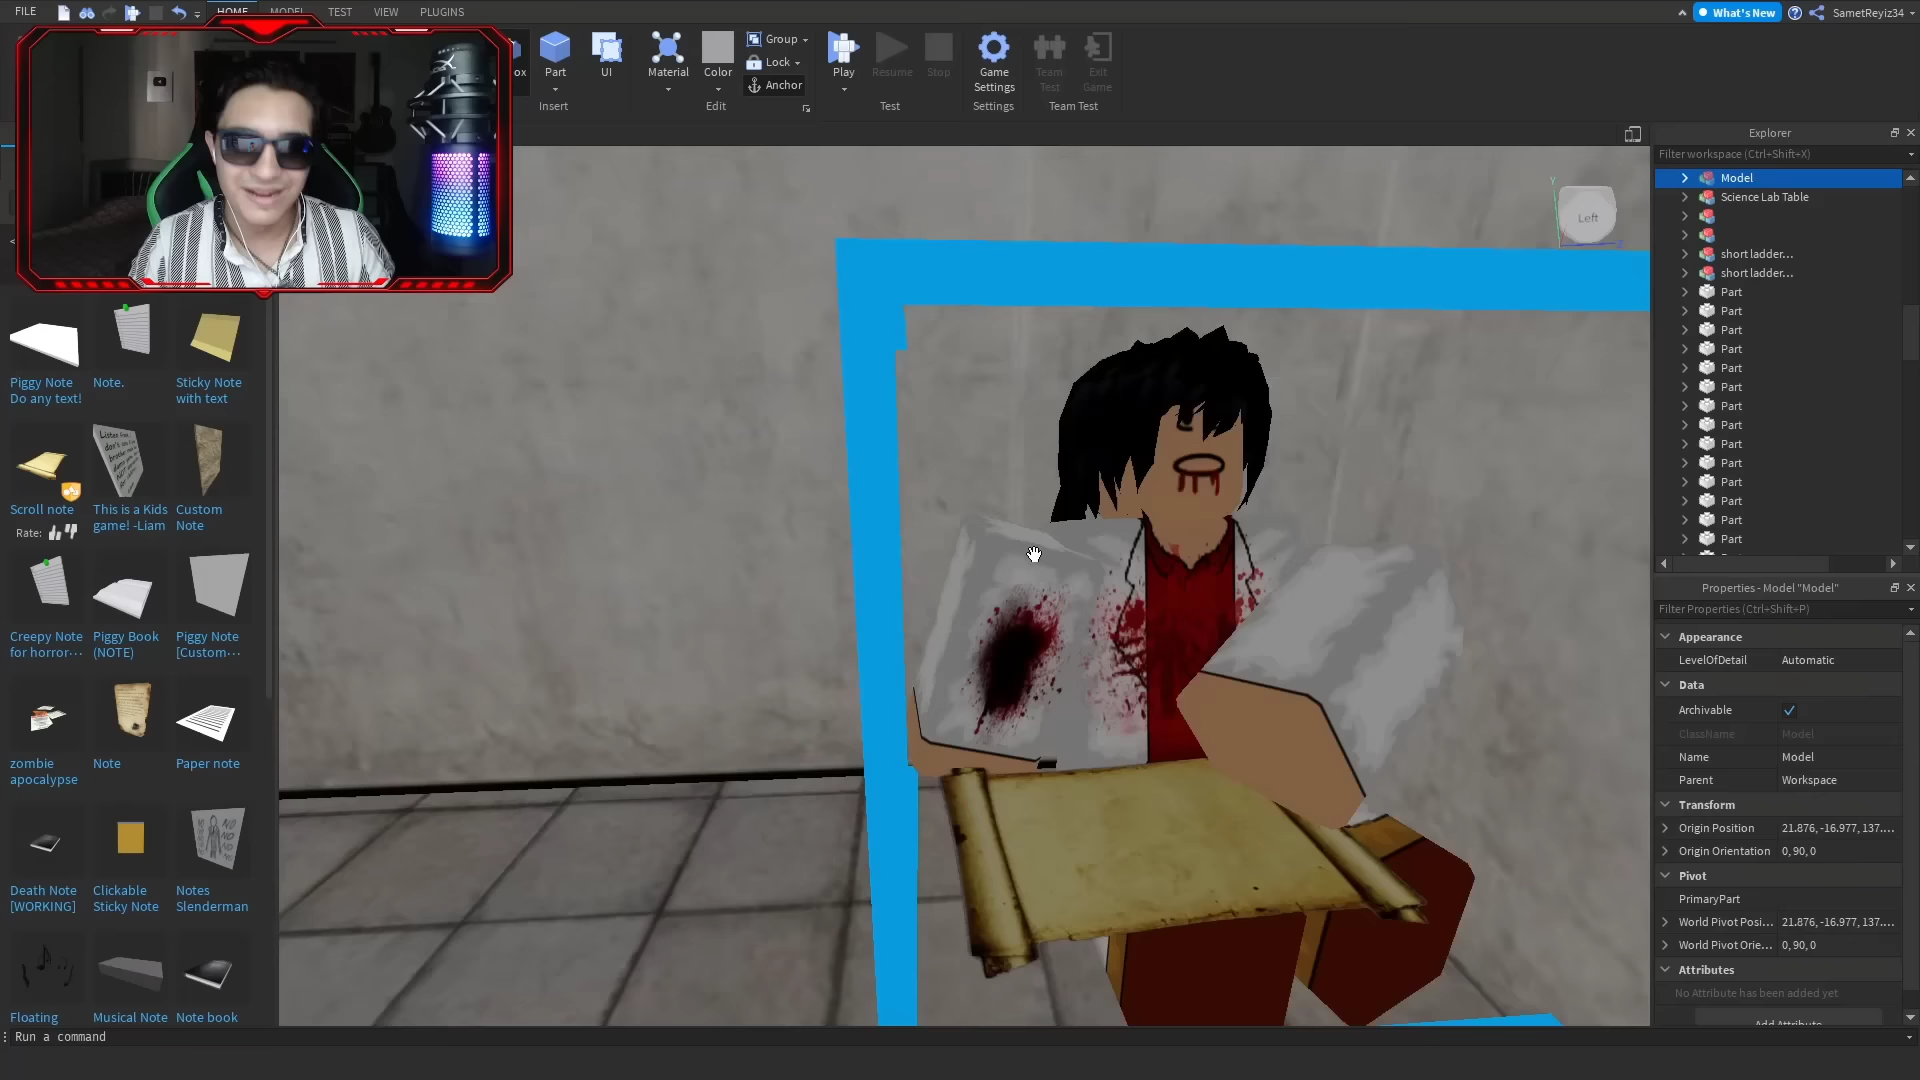 FILE
HOME
MODEL
TEST
VIEW
PLUGINS
What's New
SametReyiz34
ox
Part
UI
Material
Color
Group
Lock
Anchor
Play
Resume
Stop
Game
Settings
Team
Test
Exit
Game
Insert
Edit
Test
Settings
Team Test
Left
Piggy Note
Do any text!
Note.
Sticky Note
with text
Listen
Scroll note
This is a Kids
game! -Liam
Custom
Note
Rate:
Creepy Note
for horror···
Piggy Book
(NOTE)
Piggy Note
[Custom···
zombie
apocalypse
Note
Paper note
NO
NO
NO
Death Note
[WORKING]
Clickable
Sticky Note
Notes
Slenderman
Floating
Musical Note
Note book
Run a command
Explorer
Filter workspace (Ctrl+Shift+X)
Model
Science Lab Table
short ladder...
short ladder...
Part
Part
Part
Part
Part
Part
Part
Part
Part
Part
Part
Part
Part
Part
Properties - Model "Model"
Filter Properties (Ctrl+Shift+P)
Appearance
LevelOfDetail Automatic
Data
Archivable
ClassName Model
Name Model
Parent Workspace
Transform
Origin Position 21.876, -16.977, 137....
Origin Orientation 0, 90, 0
Pivot
PrimaryPart
World Pivot Posi... 21.876, -16.977, 137....
World Pivot Orie... 0, 90, 0
Attributes
No Attribute has been added yet
Add Attribute